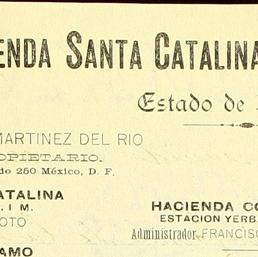 ENDA SANTA CATALINA
Estado de
MARTINEZ DEL RIO
OPIETARIO.
do 250 México, D. F.
CATALINA
. I M.
OTO
AMO
HACIENDA CO
ESTACION YERB
Administrador FRANCISC